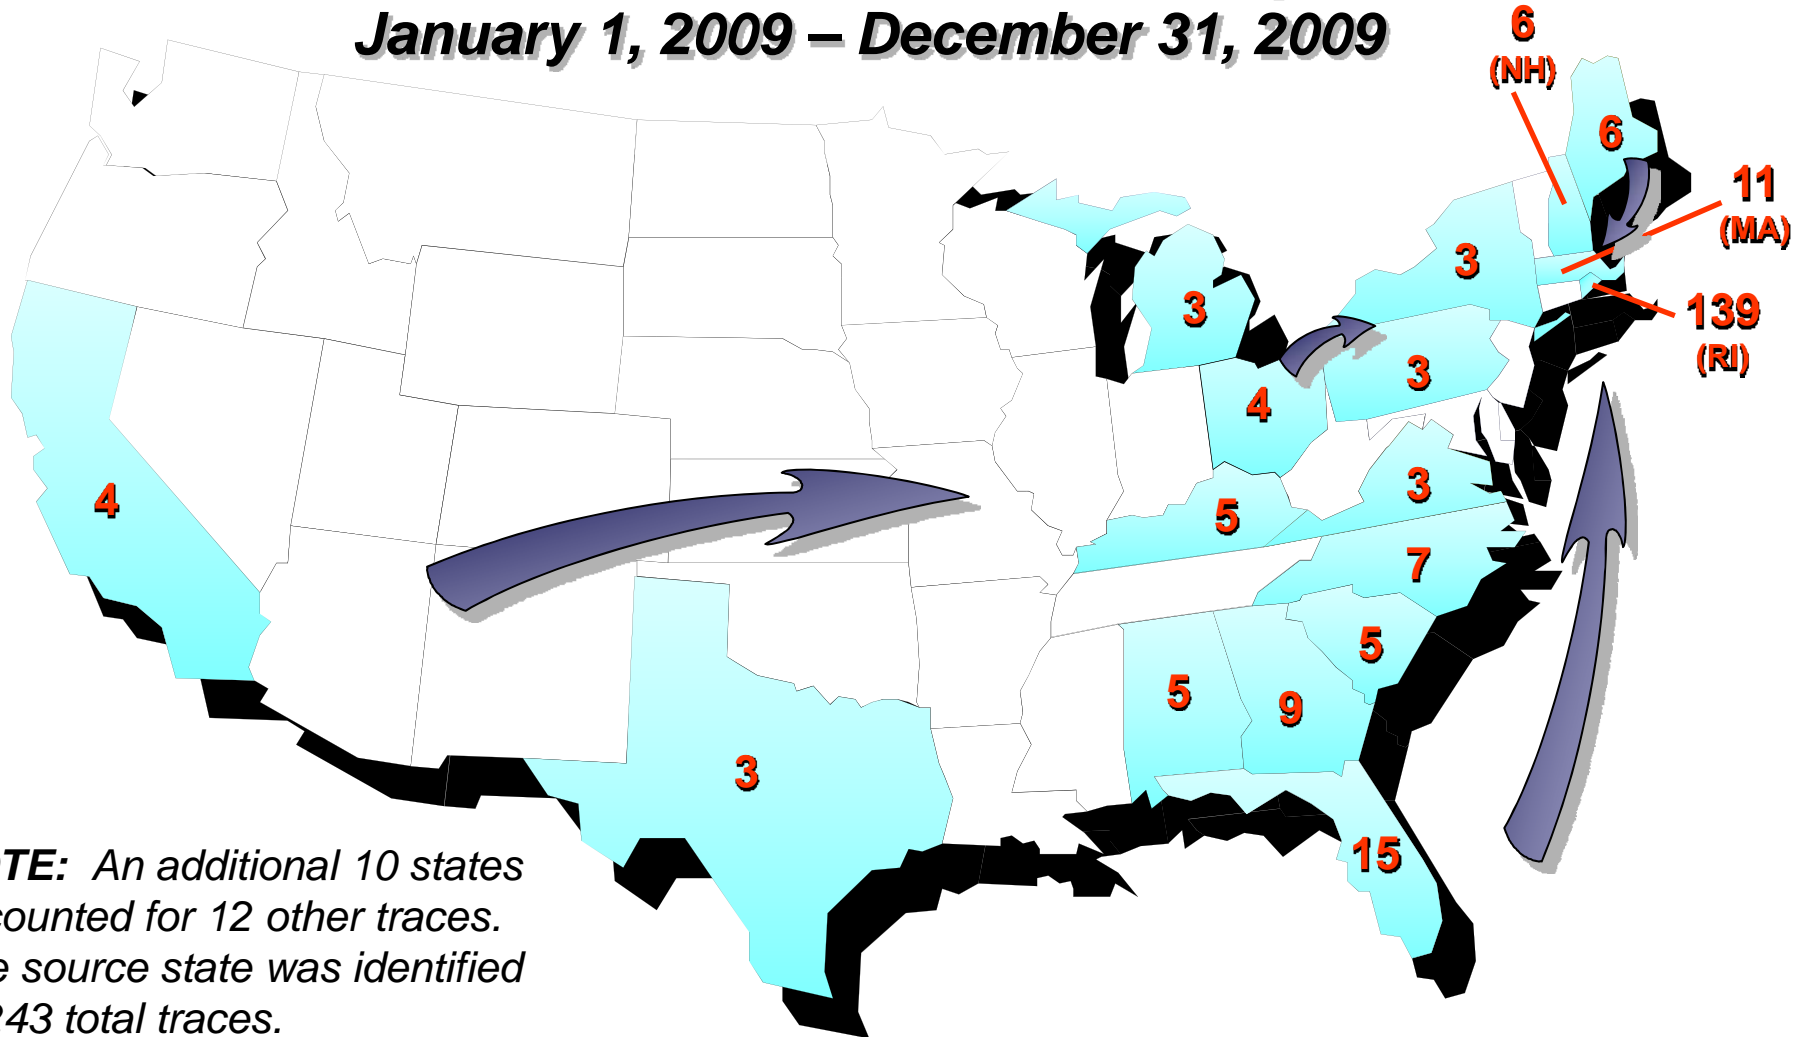 January 1, 2009 – December 31, 2009
6
(NH)
6
11
(MA)
3
139
(RI)
3
3
4
4
3
5
7
5
5
9
3
15
TE: An additional 10 states
counted for 12 other traces.
source state was identified
243 total traces.